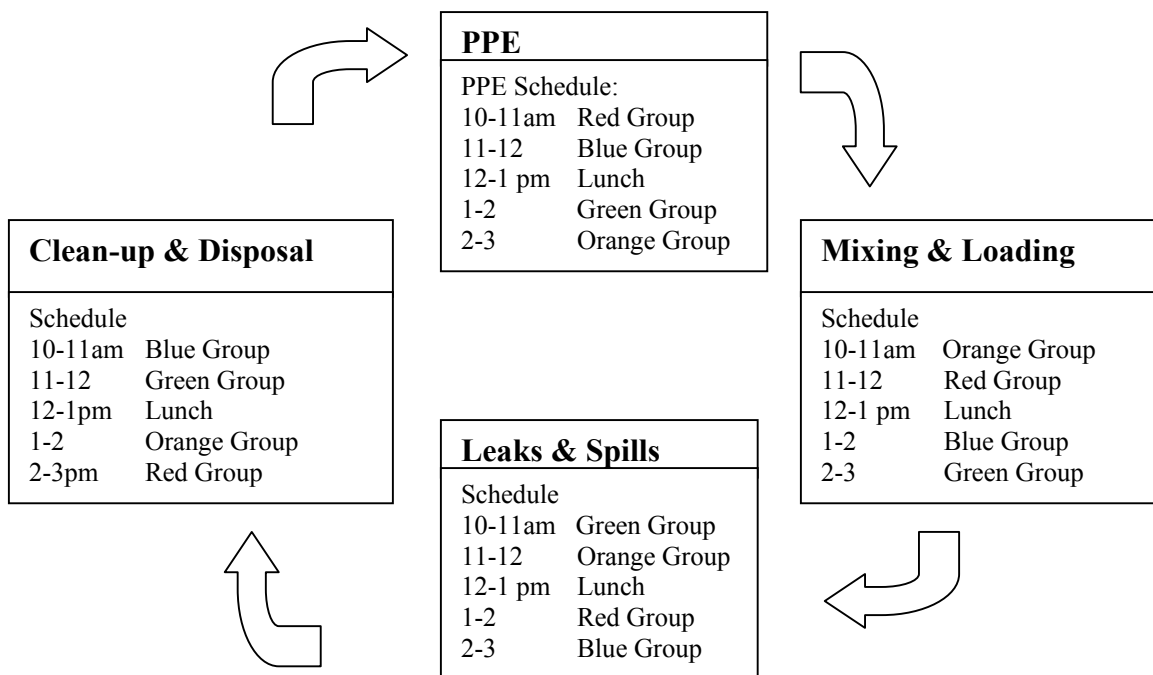 PPE
PPE Schedule:
10-11am Red Group
11-12 Blue Group
12-1 pm Lunch
1-2 Green Group
2-3 Orange Group
Clean-up & Disposal
Schedule
10-11am Blue Group
11-12 Green Group
12-1pm Lunch
1-2 Orange Group
2-3pm Red Group
Mixing & Loading
Schedule
10-11am Orange Group
11-12 Red Group
12-1 pm Lunch
1-2 Blue Group
2-3 Green Group
Leaks & Spills
Schedule
10-11am Green Group
11-12 Orange Group
12-1 pm Lunch
1-2 Red Group
2-3 Blue Group